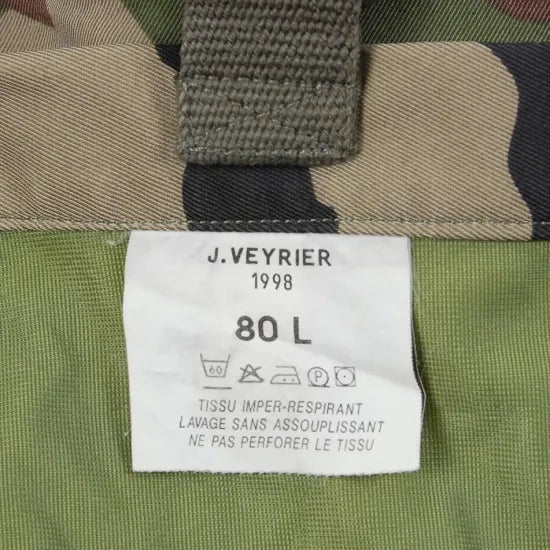 J.VEYRIER
1998
80 L
60 P
TISSU IMPER-RESPIRANT
LAVAGE SANS ASSOUPLISSANT
NE PAS PERFORER LE TISSU